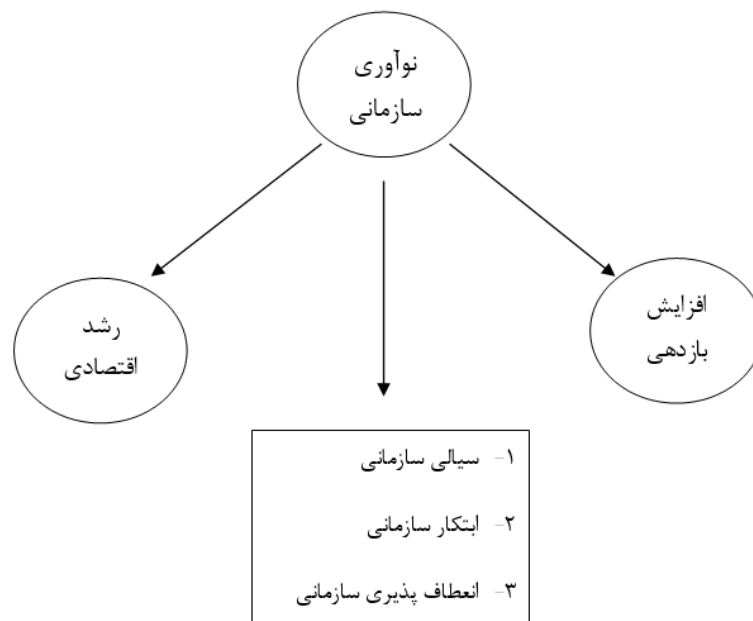 نوآوری
سازمانی
افزایش
بازدهی
رشد
اقتصادی
۱- سیالی سازمانی
۲- ابتکار سازمانی
۳- انعطاف پذیری سازمانی